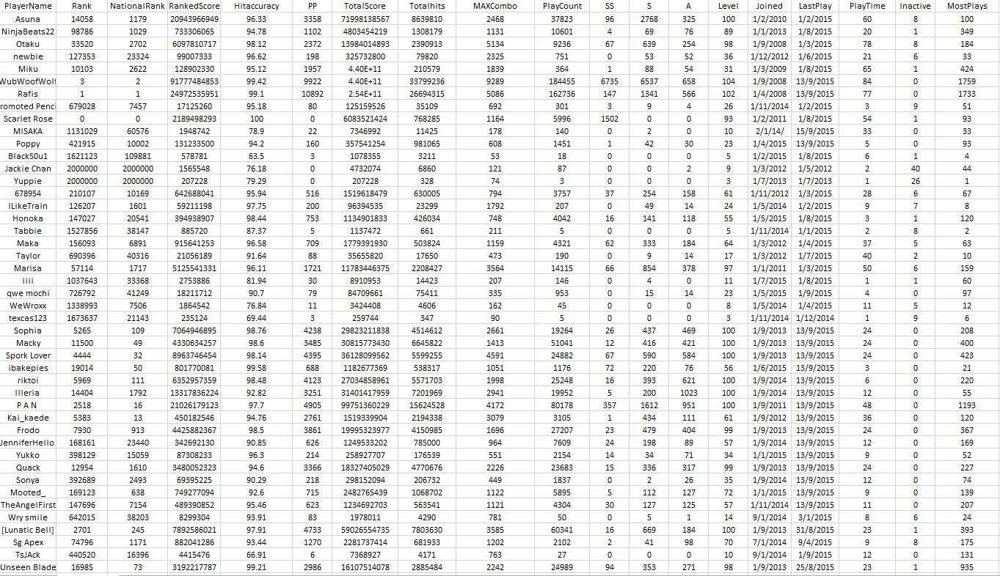 PlayerName Rank NationalRank RankedScore Hitaccuracy PP TotalScore Totalhits MAXCombo PlayCount SS S A Level Joined LastPlay PlayTime Inactive MostPlays
Asuna 14058 1179 20943966949 96.33 3358 71998138567 8639810 2468 37823 96 2768 325 100 1/2/2010 1/2/2015 60 8 100
NinjaBeats22 98786 1029 733306065 94.78 1102 4803454219 1308179 1131 10601 4 69 76 89 1/1/2013 1/8/2015 20 1 349
Otaku 33520 2702 6097810717 98.12 2372 13984014893 2390913 5134 9236 67 639 254 98 1/9/2008 1/3/2015 78 8 184
newbie 127353 23324 99007333 96.62 198 325732800 79820 2325 751 0 53 52 36 1/12/2012 1/6/2015 21 6 33
Miku 10103 2622 128902330 95.12 1957 4.40E+11 210579 1839 364 1 88 54 31 1/3/2009 1/8/2015 65 1 424
WubWoofWolf 3 2 91777484853 99.42 9922 4.40E+11 33799236 9289 184455 6735 6537 658 104 1/9/2008 13/9/2015 84 0 1759
Rafis 1 1 24972535951 99.1 10892 2.54E+11 26694315 5086 162736 147 1341 566 102 1/4/2008 13/9/2015 77 0 1733
romoted Penci 679028 7457 17125260 95.18 80 125159526 35109 692 301 3 9 4 26 1/11/2014 1/2/2015 3 9 51
Scarlet Rose 0 0 2189498293 100 0 6083521424 768285 1164 5996 1502 0 0 93 1/2/2011 1/8/2015 54 1 93
MISAKA 1131029 60576 1948742 78.9 22 7346992 11425 178 140 0 2 0 10 2/1/14/ 15/9/2015 33 0 33
Poppy 421915 10002 131233500 94.2 160 357541254 981065 608 1451 1 42 30 23 1/4/2015 13/9/2015 5 0 93
BlackS0u1 1621123 109881 578781 63.5 3 1078355 3211 53 18 0 0 0 5 1/2/2015 1/8/2015 6 1 4
Jackie Chan 2000000 2000000 1565548 76.18 0 4732074 6860 121 87 0 0 2 9 1/3/2012 1/5/2012 2 40 44
Yuppie 2000000 2000000 207228 79.29 0 207228 328 74 3 0 0 0 3 1/7/2013 1/7/2013 1 26 1
678954 210107 10169 642688041 95.94 516 1519618479 630005 794 3757 37 254 158 61 1/11/2012 1/3/2015 28 6 67
ILikeTrain 126207 1601 59211198 97.75 200 96394535 23299 1792 207 0 49 14 24 1/5/2014 1/2/2015 9 7 8
Honoka 147027 20541 394938907 98.44 753 1134901833 426034 748 4042 16 141 118 55 1/5/2015 1/8/2015 3 1 120
Tabbie 1527856 38147 885720 87.37 5 1137472 661 211 5 0 0 0 5 1/11/2014 1/1/2015 2 8 2
Maka 156093 6891 915641253 96.58 709 1779391930 503824 1159 4321 62 333 184 64 1/3/2012 1/4/2015 37 5 63
Taylor 690396 40316 21056189 91.64 88 35655820 17650 473 190 0 9 14 17 1/3/2012 1/7/2015 40 2 10
Marisa 57114 1717 5125541331 96.11 1721 11783446375 2208427 3564 14115 66 854 378 97 1/1/2011 1/3/2015 50 6 159
iiii 1037643 33368 2753886 81.94 30 8910953 14423 207 146 0 4 0 11 1/7/2015 1/8/2015 1 1 60
qwe mochi 726792 41249 18211712 90.7 79 84709661 75411 335 953 0 15 14 23 1/5/2015 1/9/2015 4 0 97
WeWroxx 1338993 7506 1864542 76.84 11 3424408 4606 162 45 0 0 0 8 1/5/2014 1/4/2015 11 5 12
texcas123 1673637 21143 235124 69.44 3 259744 347 90 5 0 0 0 3 1/11/2014 1/12/2014 1 9 6
Sophia 5265 109 7064946895 98.76 4238 29823211838 4514612 2661 19264 26 437 469 100 1/9/2013 13/9/2015 24 0 208
Macky 11500 49 4330634257 98.6 3485 30815773430 6645822 1413 51041 12 416 421 100 1/9/2013 13/9/2015 24 0 400
Spork Lover 4444 32 8963746454 98.14 4395 36128099562 5599255 4591 24882 67 590 584 100 1/9/2013 13/9/2015 24 0 423
ibakepies 19014 50 801770081 99.58 688 1182677369 538317 1051 1176 72 220 76 56 1/6/2015 13/9/2015 3 0 21
riktoi 5969 111 6352957359 98.48 4123 27034858961 5571703 1998 25248 16 393 621 100 1/9/2014 13/9/2015 6 0 220
Illeria 14404 1792 13317836224 92.82 3251 31401417959 7201969 2941 19952 5 200 1023 100 1/9/2014 13/9/2015 12 0 55
P A N 2518 16 21026179123 97.7 4905 99751360229 15624528 4172 80178 357 1612 951 100 1/9/2011 13/9/2015 48 0 1193
Kai_kaede 5383 13 450182546 94.76 2761 1519339904 2194338 3079 3105 1 434 111 61 1/9/2012 13/9/2015 36 0 120
Frodo 7930 913 4425882367 98.5 3861 19995323977 4150985 1696 27207 23 479 404 99 1/9/2013 13/9/2015 24 0 367
JenniferHello 168161 23440 342692130 90.85 626 1249533202 785000 964 7609 24 198 89 57 1/9/2014 13/9/2015 12 0 169
Yukko 398129 15059 87308233 96.3 214 258927707 176539 551 2154 14 34 71 34 1/1/2015 13/9/2015 9 0 52
Quack 12954 1610 3480052323 94.6 3366 18327405029 4770676 2226 23683 15 336 317 99 1/9/2013 13/9/2015 24 0 227
Sonya 392689 2493 69395225 90.29 218 298152094 206732 449 1837 0 2 26 35 1/9/2014 13/9/2015 12 0 74
Mooted_ 169123 638 749277094 92.6 715 2482765439 1068702 1122 5895 5 112 127 72 1/1/2015 13/9/2015 9 0 139
TheAngelFirst 147696 7154 489390852 95.46 623 1234692703 563541 1121 4304 30 127 125 57 1/11/2014 13/9/2015 11 0 207
Wry smile 642015 38203 8299304 93.91 83 1978011 4290 781 50 0 5 1 14 9/1/2014 3/1/2015 8 6 24
[Lunatic Bell] 2701 245 7892586021 97.91 4733 59026554735 7803630 3585 60341 16 669 184 100 1/9/2013 31/8/2015 23 1 393
Sg Apex 74796 1171 882041286 93.44 1270 2281737414 681933 1202 2102 2 41 98 70 7/1/2014 9/4/2015 9 8 175
TsJAck 440520 16396 4415476 66.91 6 7368927 4171 763 27 0 0 0 10 9/1/2014 1/9/2015 12 0 131
Unseen Blade 16985 73 3192217787 99.21 2986 16107514078 2885484 2242 24989 94 353 271 98 1/9/2013 25/8/2015 23 1 935